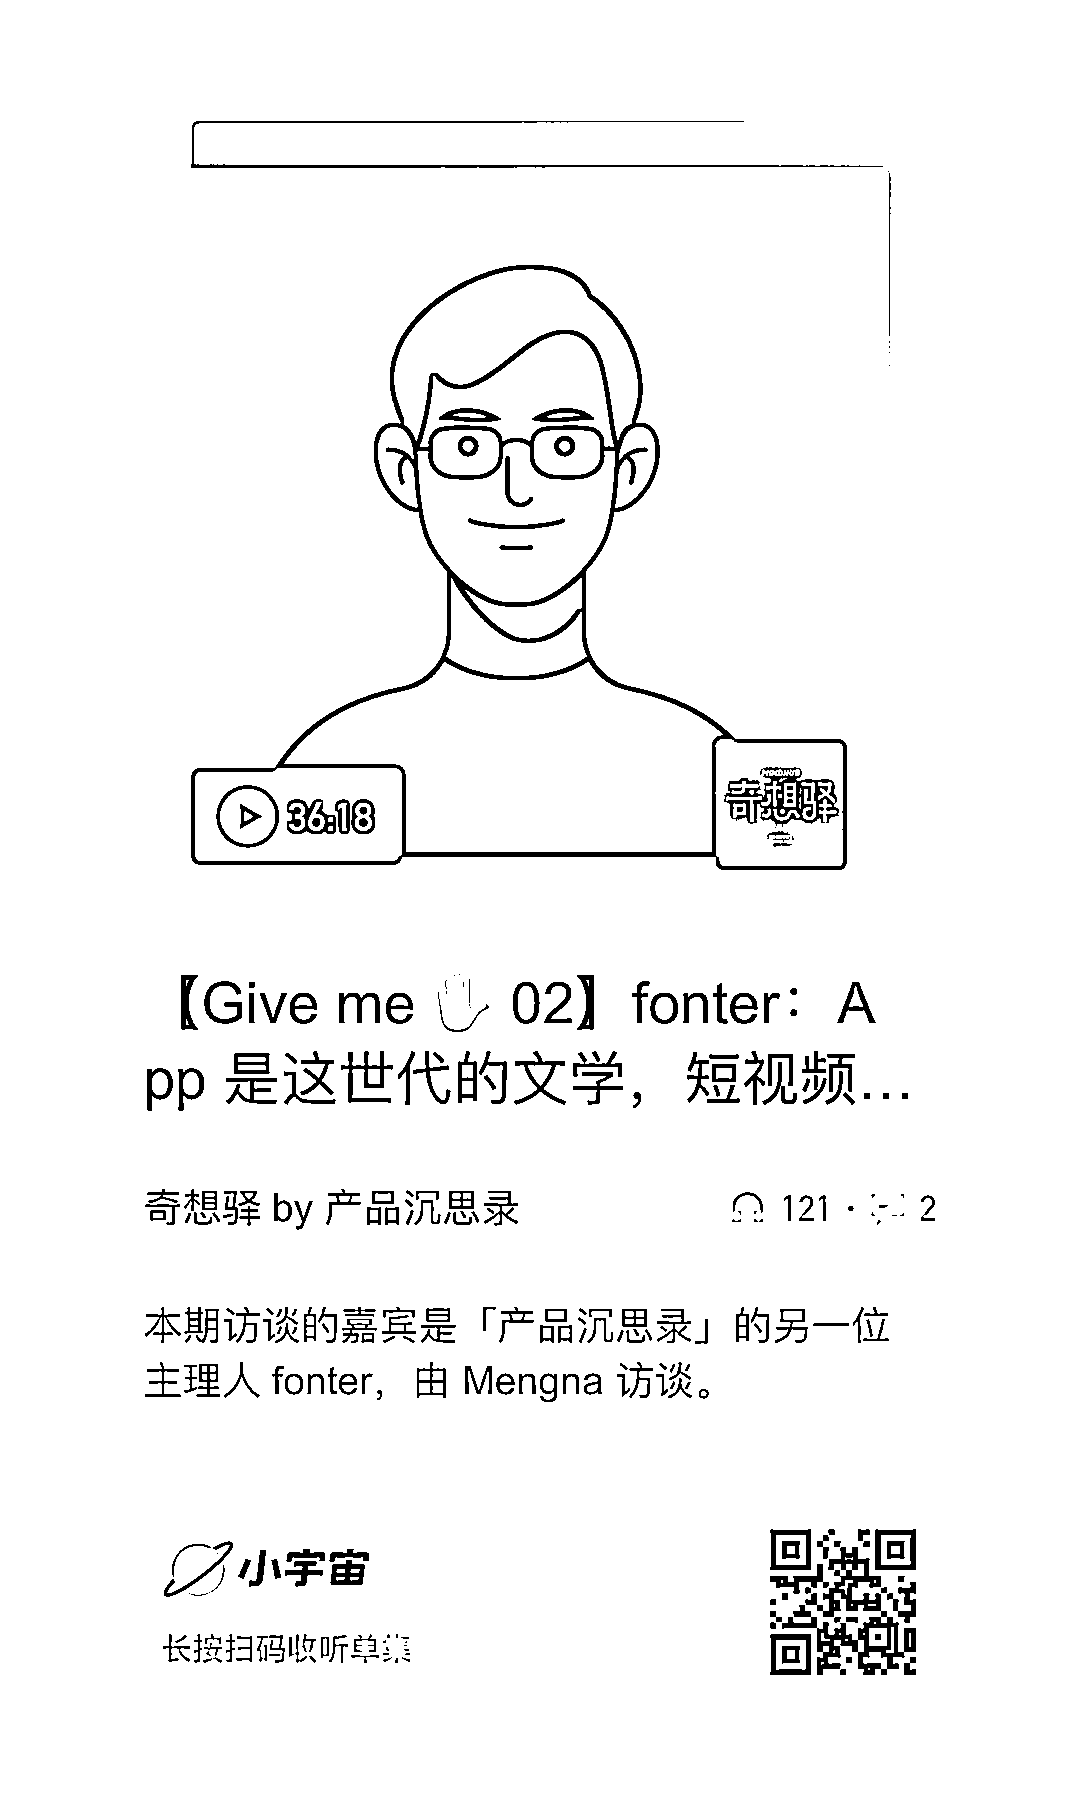 36:18
奇想驿
【Give me 🖐 02】fonter：A
pp 是这世代的文学，短视频...
奇想驿 by 产品沉思录
121 · 2
本期访谈的嘉宾是「产品沉思录」的另一位
主理人 fonter，由 Mengna 访谈。
小宇宙
长按扫码收听单集